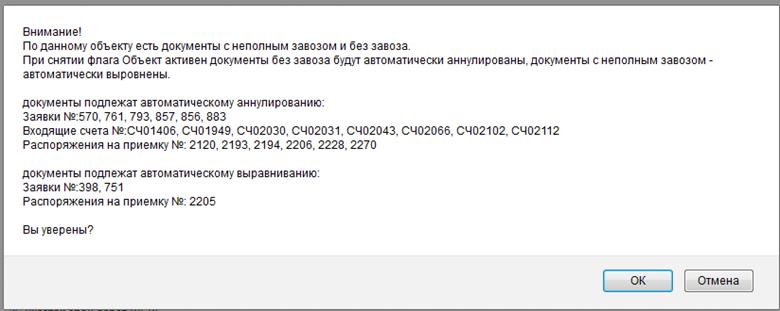 Внимание!
По данному объекту есть документы с неполным завозом и без завоза.
При снятии флага Объект активен документы без завоза будут автоматически аннулированы, документы с неполным завозом -
автоматически выровнены.
документы подлежат автоматическому аннулированию:
Заявки №:570, 761, 793, 857, 856, 883
Входящие счета №:СЧ01406, СЧ01949, СЧ02030, СЧ02031, СЧ02043, СЧ02066, СЧ02102, СЧ02112
Распоряжения на приемку №: 2120, 2193, 2194, 2206, 2228, 2270
документы подлежат автоматическому выравниванию:
Заявки №:398, 751
Распоряжения на приемку №: 2205
Вы уверены?
ОК
Отмена